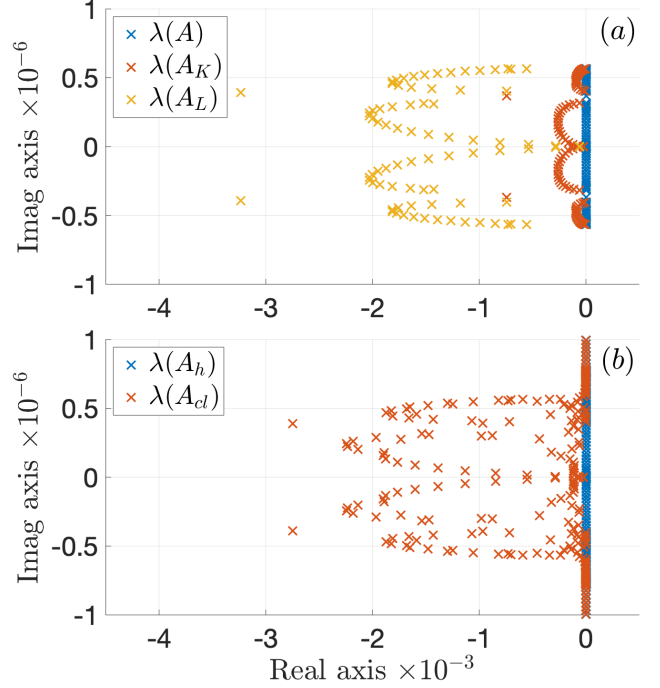 (a)
λ(A)
λ(A_K)
λ(A_L)
1
0.5
0
-0.5
-1
Imag axis ×10⁻⁶
-4 -3 -2 -1 0
(b)
λ(A_h)
λ(A_cl)
1
0.5
0
-0.5
-1
Imag axis ×10⁻⁶
-4 -3 -2 -1 0
Real axis ×10⁻³